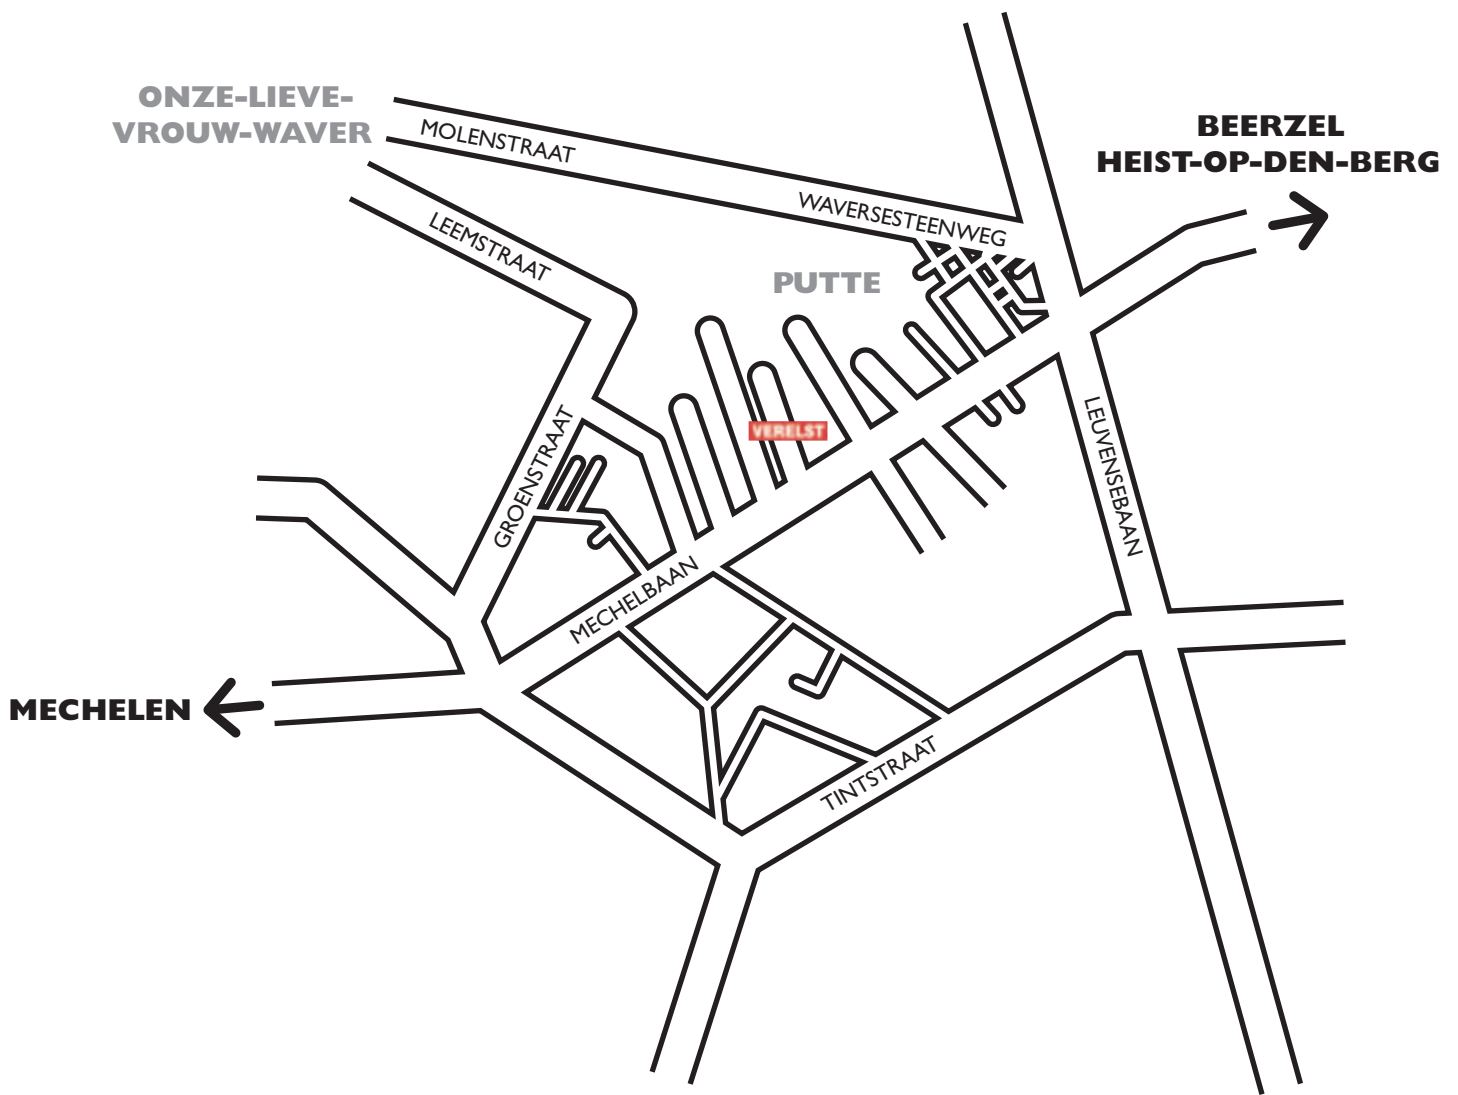 ONZE-LIEVE-
VROUW-WAVER
MOLENSTRAAT
BEERZEL
HEIST-OP-DEN-BERG
WAVERSESTEENWEG
LEEMSTRAAT
PUTTE
VERELST
GROENSTRAAT
LEUVENSEBAAN
MECHELBAAN
MECHELEN
TINTSTRAAT